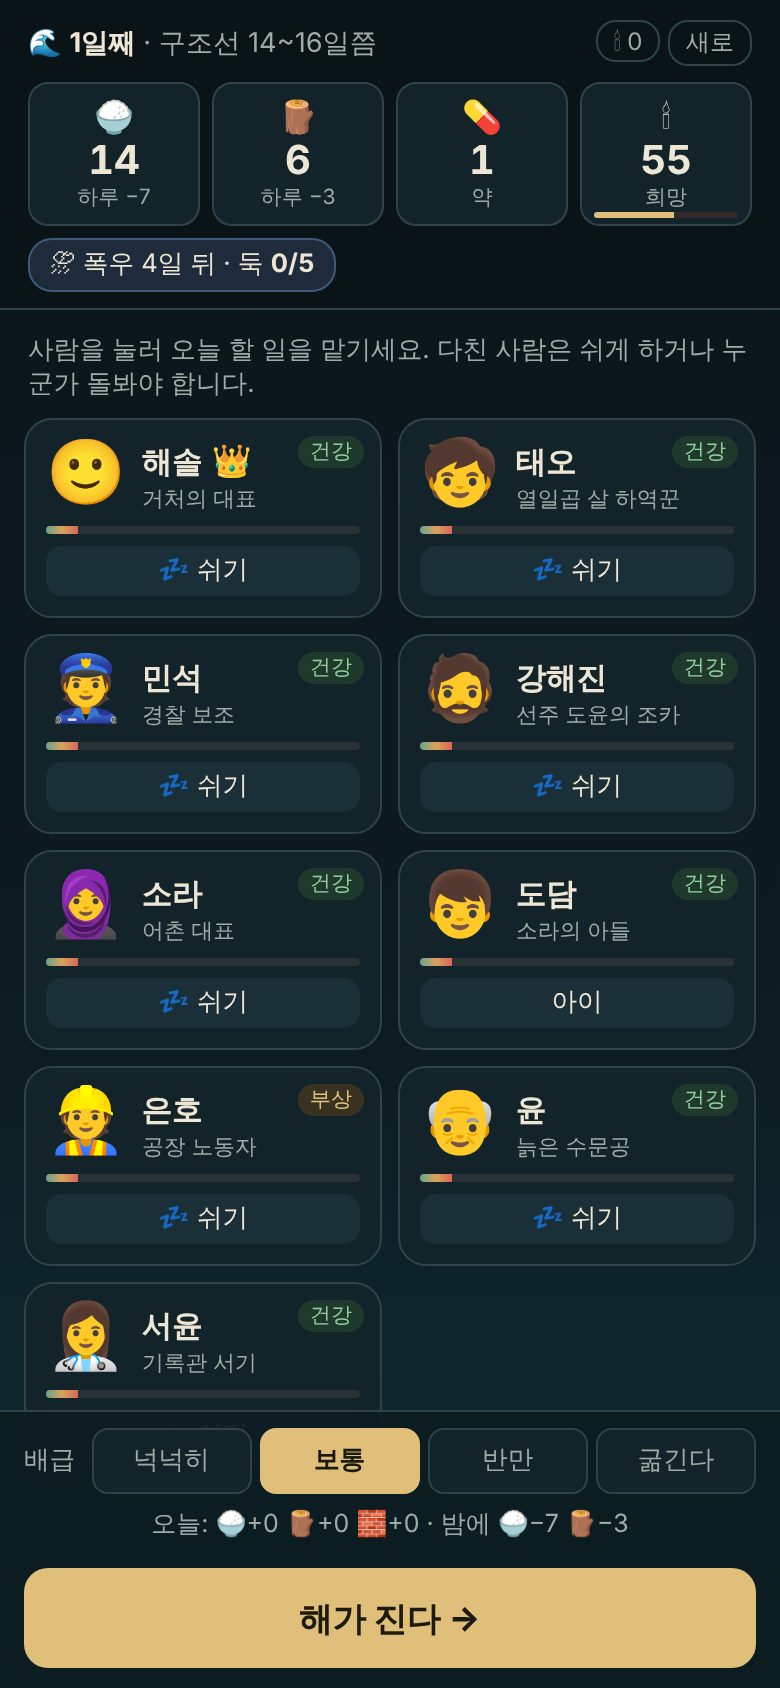 1일째 · 구조선 14~16일쯤
0
새로
14
하루 −7
6
하루 −3
1
약
55
희망
폭우 4일 뒤 · 둑 0/5
사람을 눌러 오늘 할 일을 맡기세요. 다친 사람은 쉬게 하거나 누
군가 돌봐야 합니다.
해솔
건강
거처의 대표
쉬기
태오
건강
열일곱 살 하역꾼
쉬기
민석
건강
경찰 보조
쉬기
강해진
건강
선주 도윤의 조카
쉬기
소라
건강
어촌 대표
쉬기
도담
건강
소라의 아들
아이
은호
부상
공장 노동자
쉬기
윤
건강
늙은 수문공
쉬기
서윤
건강
기록관 서기
배급
넉넉히
보통
반만
굶긴다
오늘: +0 +0 +0 · 밤에 −7 −3
해가 진다 →